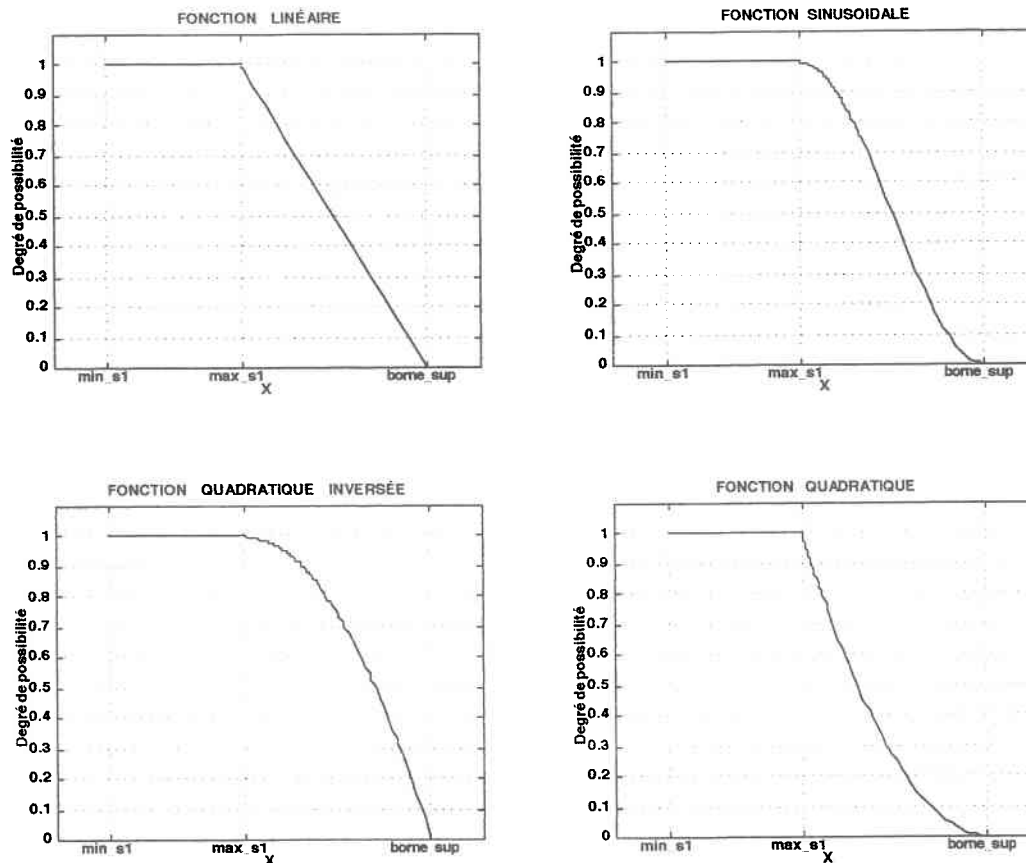 FONCTION LINÉAIRE
Degré de possibilité
1
0.9
0.8
0.7
0.6
0.5
0.4
0.3
0.2
0.1
0
min_s1 max_s1 borne_sup
X
FONCTION SINUSOIDALE
Degré de possibilité
1
0.9
0.8
0.7
0.6
0.5
0.4
0.3
0.2
0.1
0
min_s1 max_s1 borne_sup
X
FONCTION QUADRATIQUE INVERSÉE
Degré de possibilité
1
0.9
0.8
0.7
0.6
0.5
0.4
0.3
0.2
0.1
0
min_s1 max_s1 borne_sup
X
FONCTION QUADRATIQUE
Degré de possibilité
1
0.9
0.8
0.7
0.6
0.5
0.4
0.3
0.2
0.1
0
min_s1 max_s1 borne_sup
X